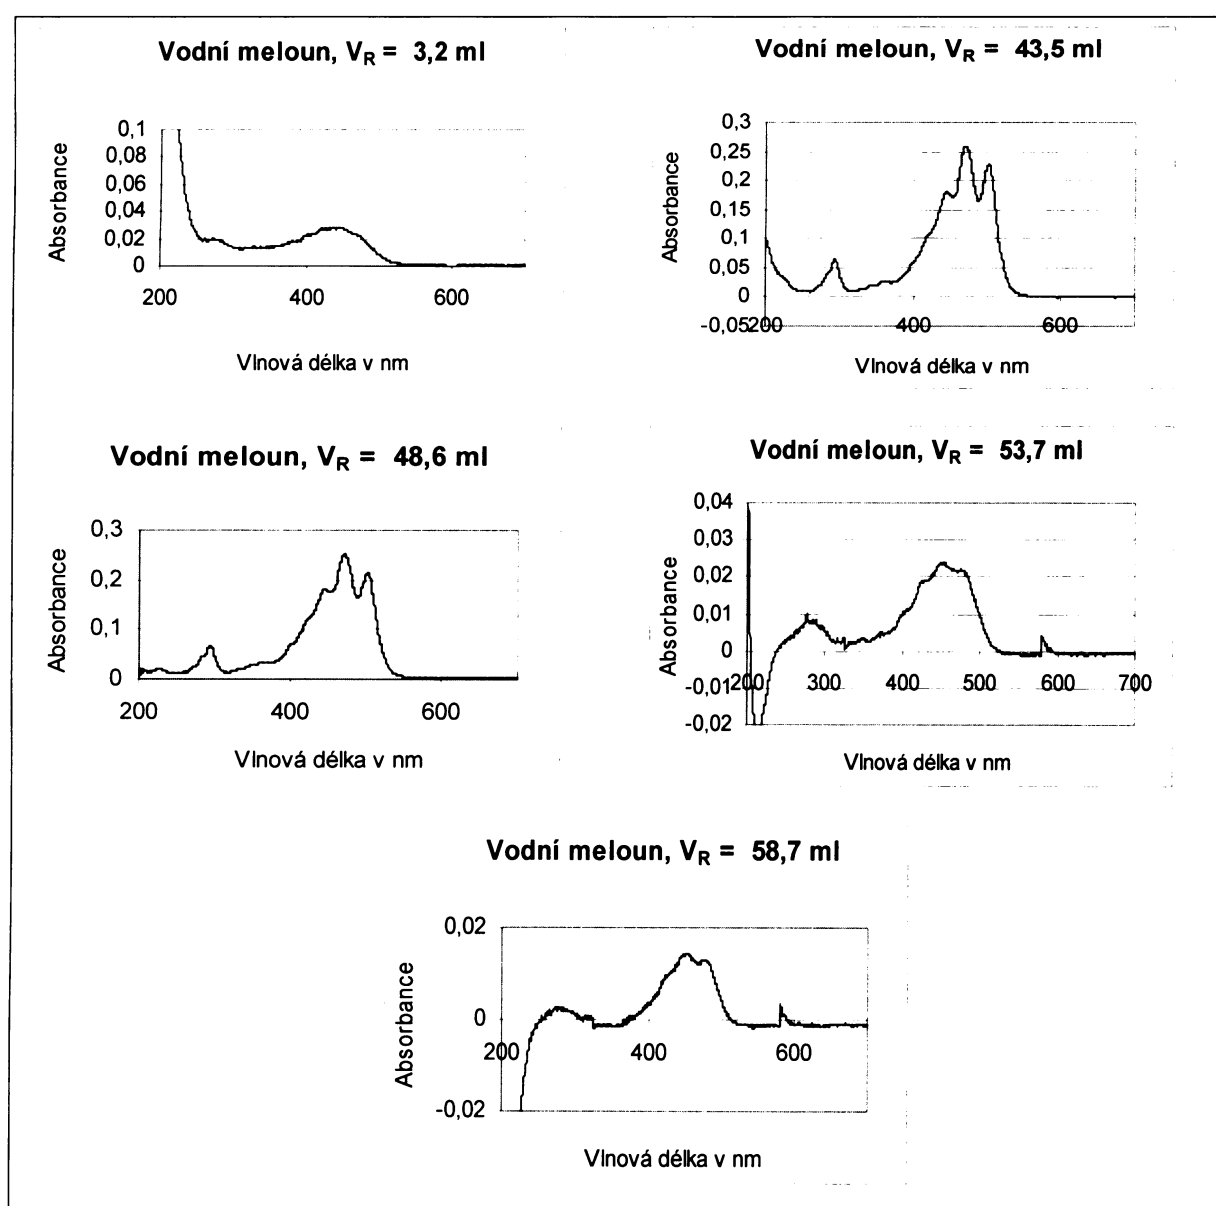 Vodní meloun, VR = 3,2 ml
Absorbance
0,1
0,08
0,06
0,04
0,02
0
200 400 600
Vlnová délka v nm
Vodní meloun, VR = 43,5 ml
Absorbance
0,3
0,25
0,2
0,15
0,1
0,05
0
-0,05
200 400 600
Vlnová délka v nm
Vodní meloun, VR = 48,6 ml
Absorbance
0,3
0,2
0,1
0
200 400 600
Vlnová délka v nm
Vodní meloun, VR = 53,7 ml
Absorbance
0,04
0,03
0,02
0,01
0
-0,01
-0,02
200 300 400 500 600 700
Vlnová délka v nm
Vodní meloun, VR = 58,7 ml
Absorbance
0,02
0
-0,02
200 400 600
Vlnová délka v nm